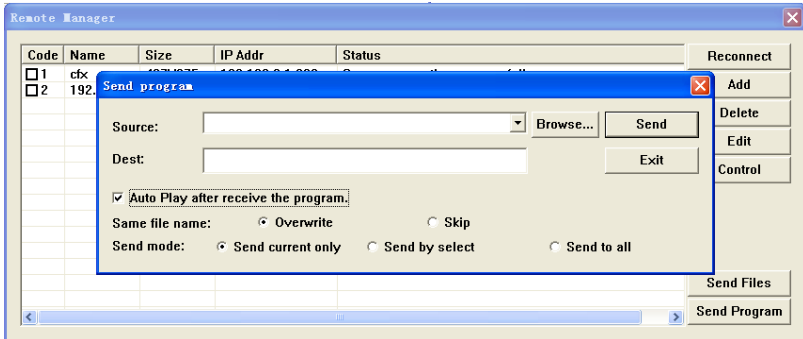 Remote Manager
Code Name Size IP Addr Status
Reconnect
1 cfx
2 192.
Add
Delete
Edit
Control
Send program
Source:
Browse...
Send
Dest:
Exit
Auto Play after receive the program.
Same file name: Overwrite Skip
Send mode: Send current only Send by select Send to all
Send Files
Send Program